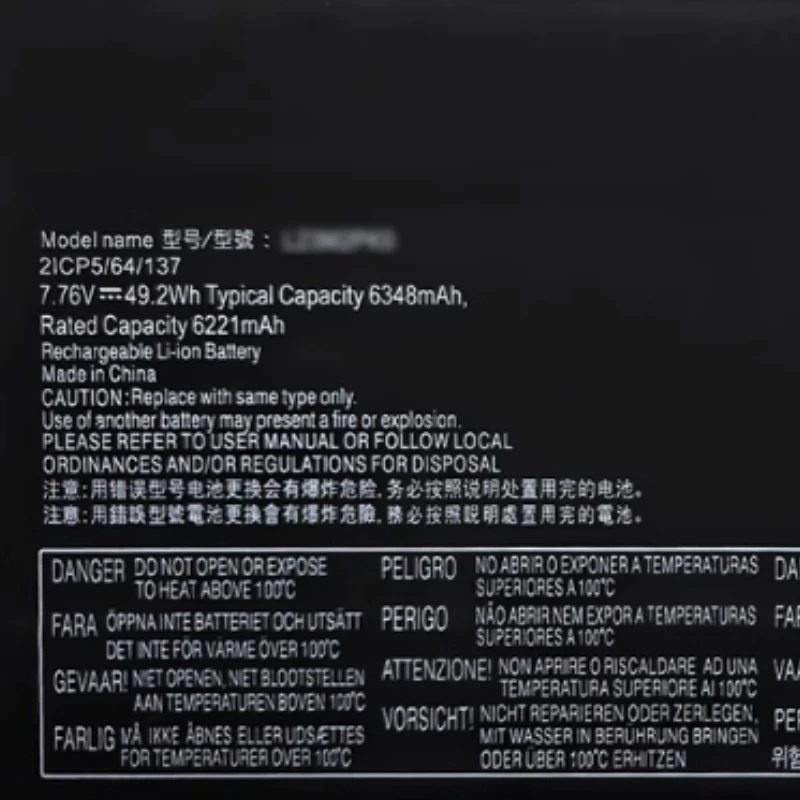 Model name 型号/型號 :
2ICP5/64/137
7.76V⎓49.2Wh Typical Capacity 6348mAh,
Rated Capacity 6221mAh
Rechargeable Li-ion Battery
Made in China
CAUTION:Replace with same type only.
Use of another battery may present a fire or explosion.
PLEASE REFER TO USER MANUAL OR FOLLOW LOCAL
ORDINANCES AND/OR REGULATIONS FOR DISPOSAL
注意:用错误型号电池更换会有爆炸危险,务必按照说明处置用完的电池。
注意:用錯誤型號電池更換會有爆炸危險,務必按照說明處置用完的電池。
DANGER DO NOT OPEN OR EXPOSE
TO HEAT ABOVE 100°C
FARA ÖPPNA INTE BATTERIET OCH UTSÄTT
DET INTE FÖR VÄRME ÖVER 100°C
GEVAAR! NIET OPENEN, NIET BLOOTSTELLEN
AAN TEMPERATUREN BOVEN 100°C
FARLIG MÅ IKKE ÅBNES ELLER UDSÆTTES
FOR TEMPERATURER OVER 100°C
PELIGRO NO ABRIR O EXPONER A TEMPERATURAS
SUPERIORES A 100°C
PERIGO NÃO ABRIR NEM EXPOR A TEMPERATURAS
SUPERIORES A 100°C
ATTENZIONE! NON APRIRE O RISCALDARE AD UNA
TEMPERATURA SUPERIORE AI 100°C
VORSICHT! NICHT REPARIEREN ODER ZERLEGEN,
MIT WASSER IN BERÜHRUNG BRINGEN
ODER ÜBER 100°C ERHITZEN
위험